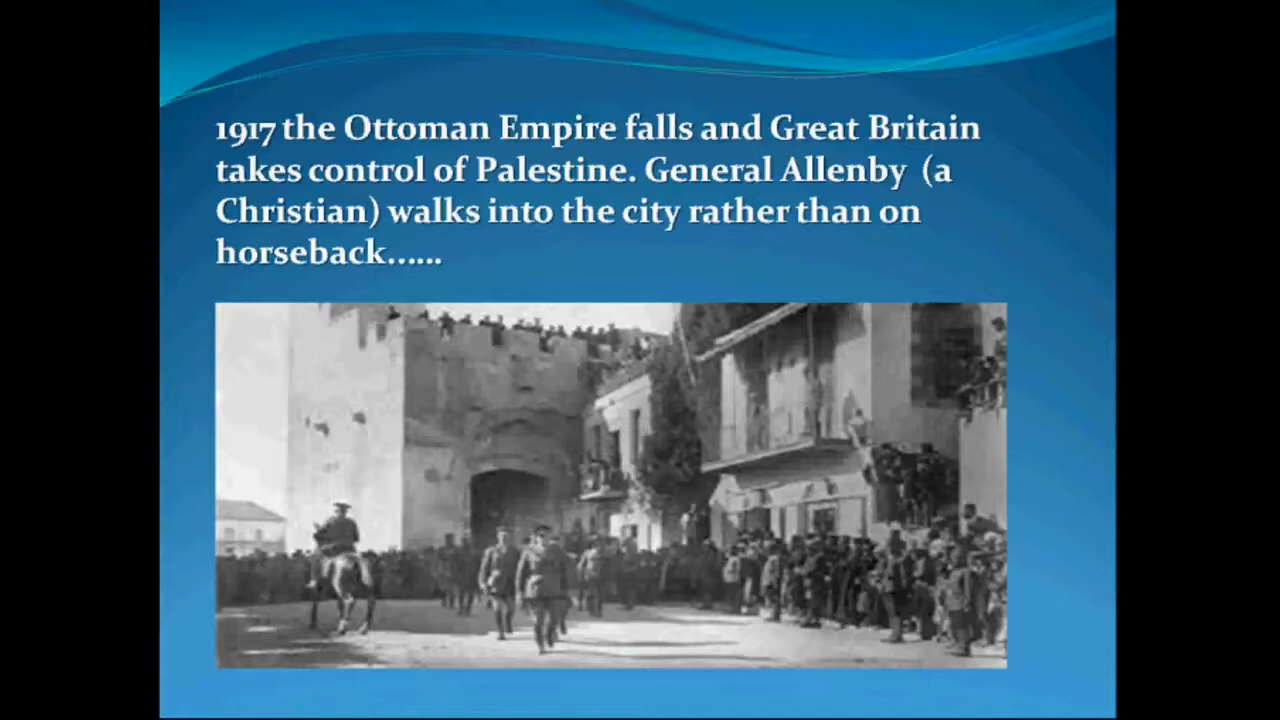 1917 the Ottoman Empire falls and Great Britain
takes control of Palestine. General Allenby (a
Christian) walks into the city rather than on
horseback......